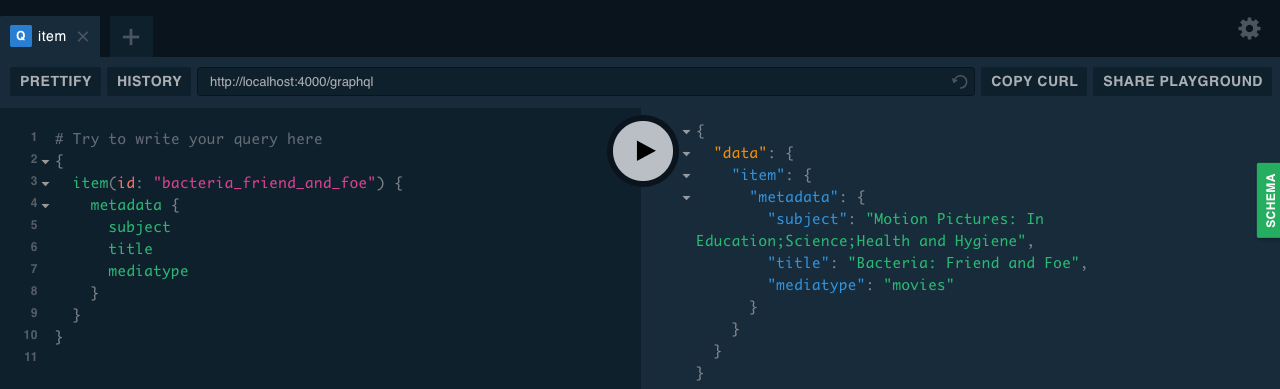 Q item ×
+
PRETTIFY HISTORY http://localhost:4000/graphql COPY CURL SHARE PLAYGROUND
1 # Try to write your query here
2 {
3 item(id: "bacteria_friend_and_foe") {
4 metadata {
5 subject
6 title
7 mediatype
8 }
9 }
10 }
11
{
"data": {
"item": {
"metadata": {
"subject": "Motion Pictures: In
Education;Science;Health and Hygiene",
"title": "Bacteria: Friend and Foe",
"mediatype": "movies"
}
}
}
}
SCHEMA